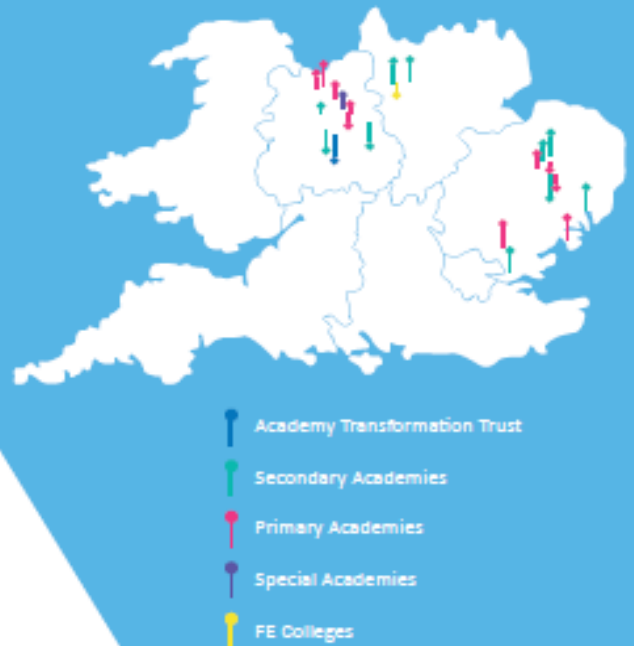 Academy Transformation Trust
Secondary Academies
Primary Academies
Special Academies
FE Colleges